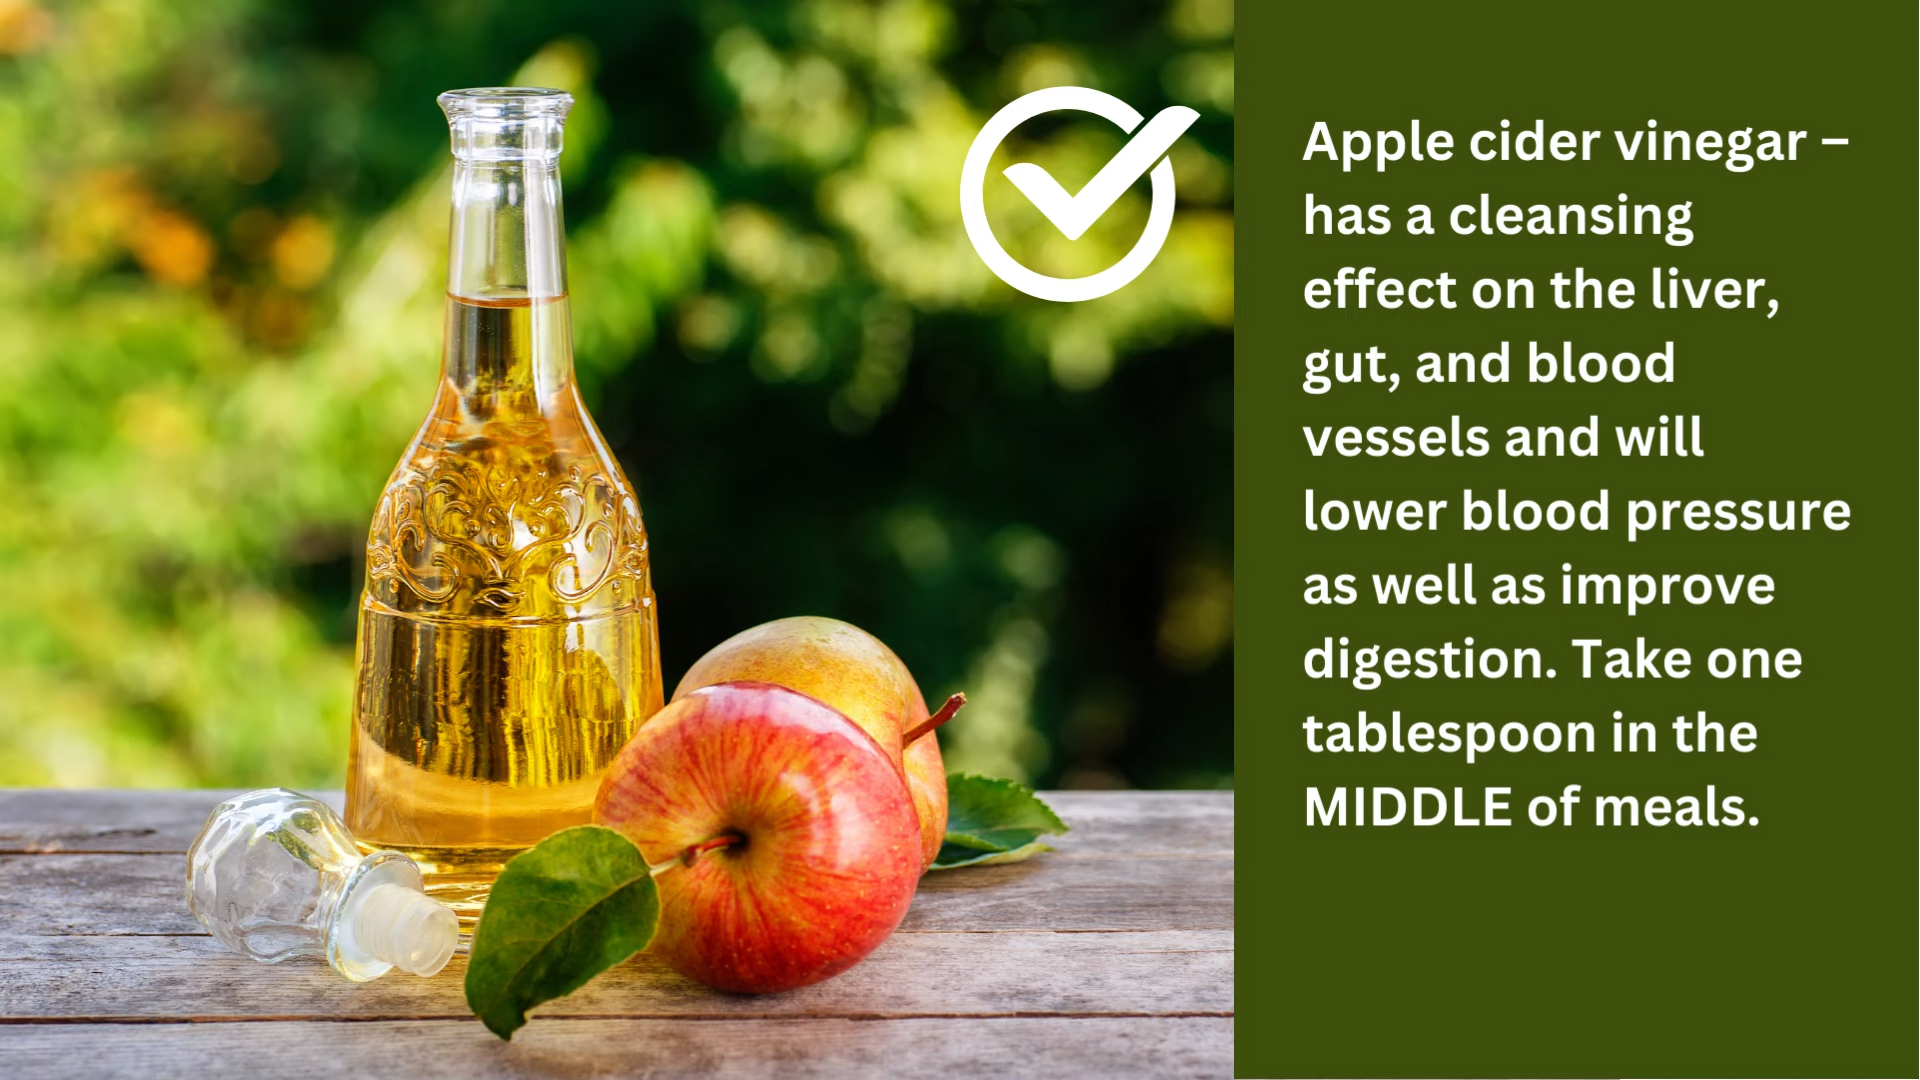 Apple cider vinegar –
has a cleansing
effect on the liver,
gut, and blood
vessels and will
lower blood pressure
as well as improve
digestion. Take one
tablespoon in the
MIDDLE of meals.